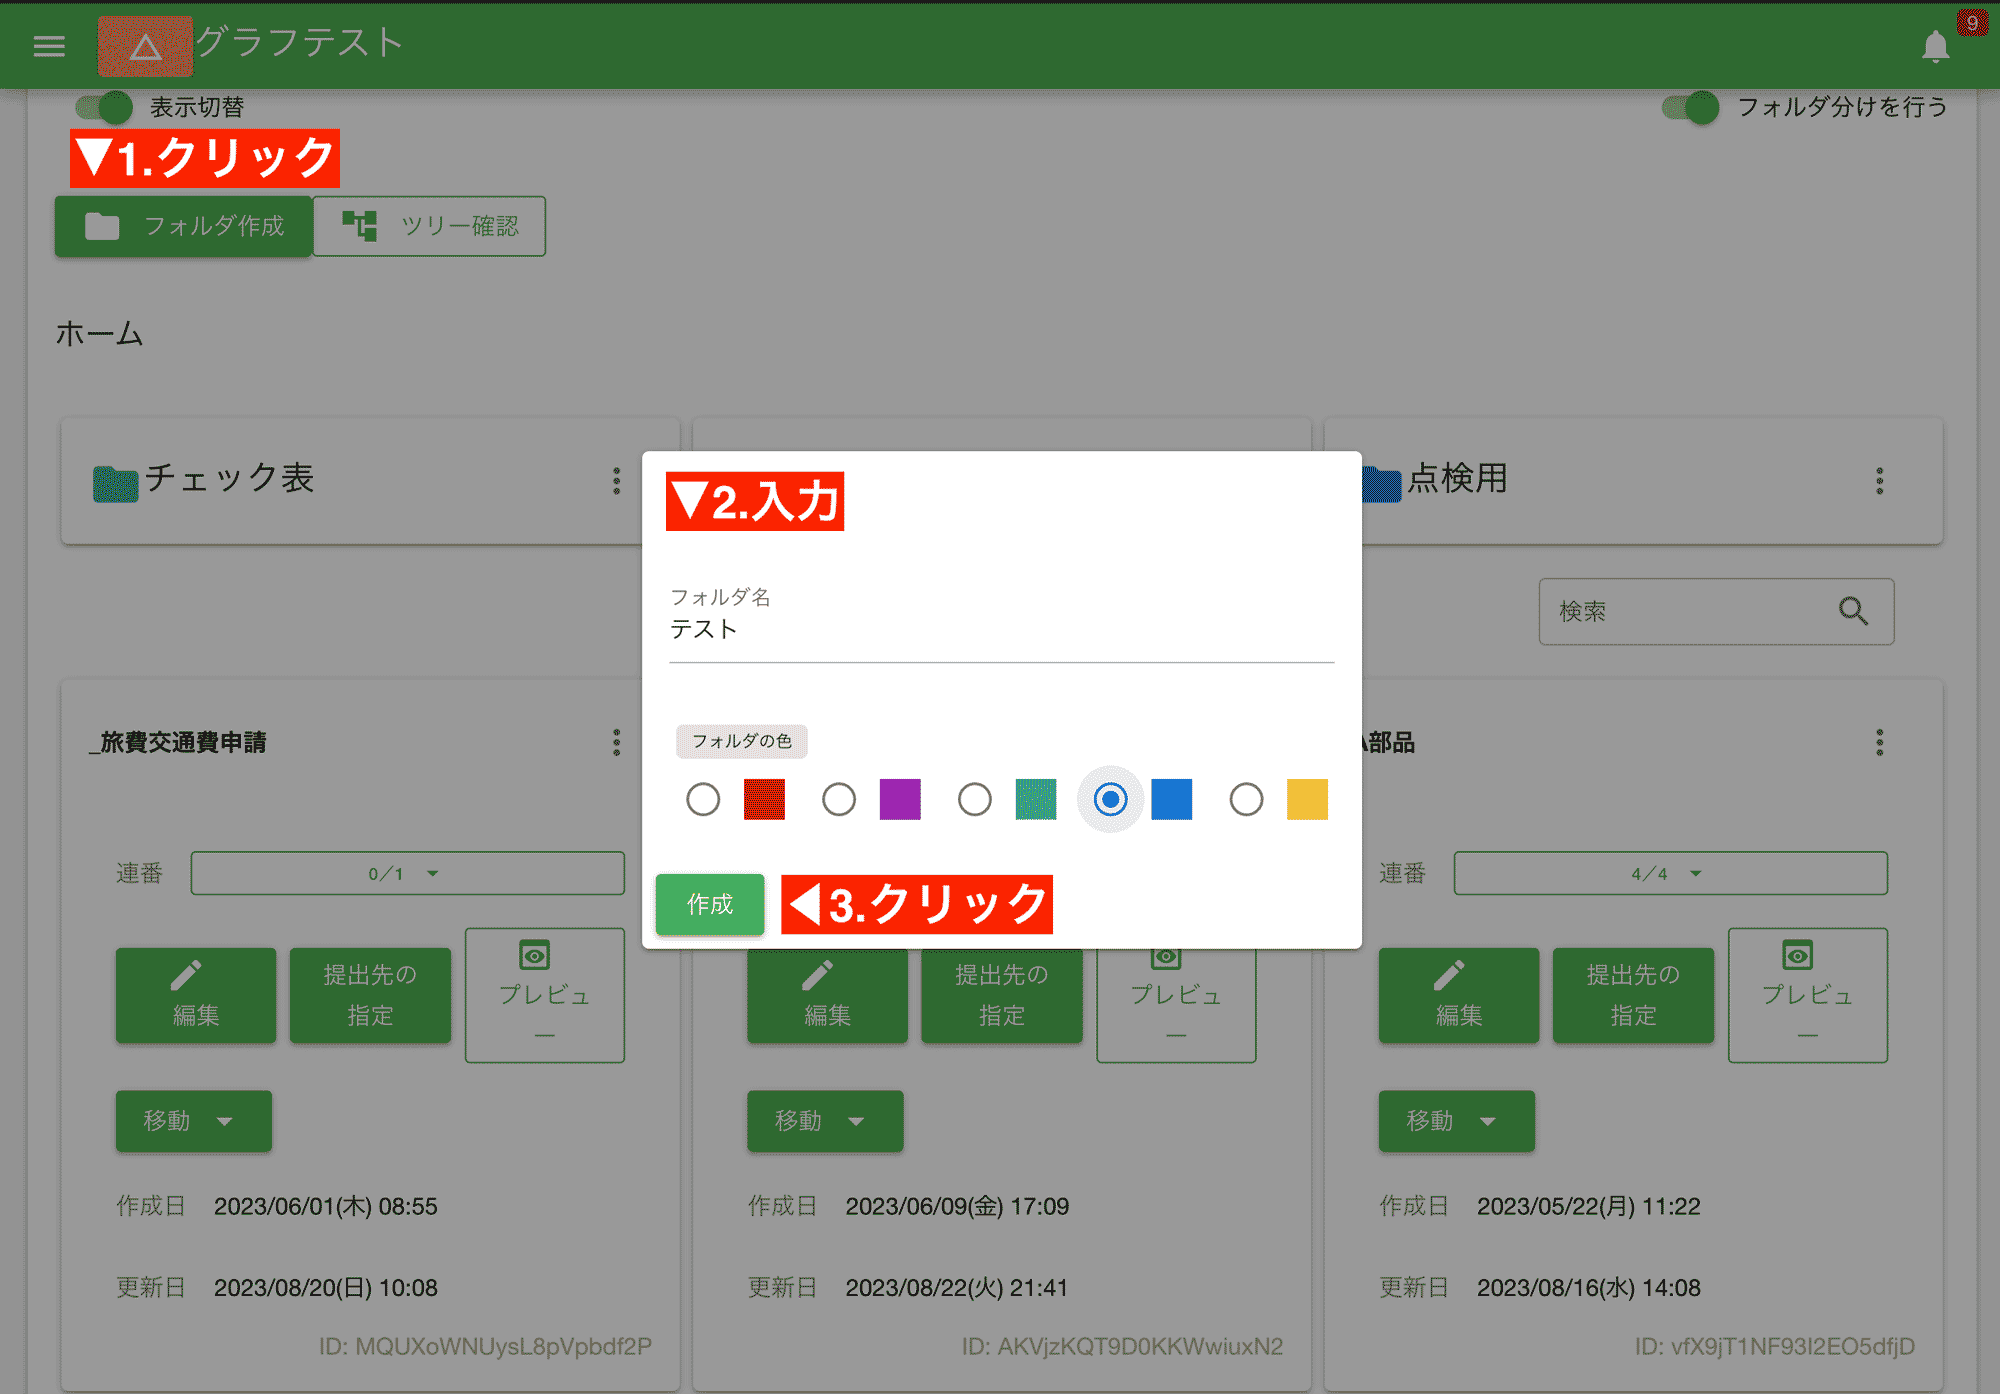 グラフテスト
9
表示切替
フォルダ分けを行う
▼1.クリック
フォルダ作成
ツリー確認
ホーム
チェック表
点検用
▼2.入力
フォルダ名
テスト
検索
フォルダの色
作成
◀3.クリック
_旅費交通費申請
連番
0/1
編集
提出先の
指定
プレビュ
ー
移動
作成日 2023/06/01(木) 08:55
更新日 2023/08/20(日) 10:08
ID: MQUXoWNUysL8pVpbdf2P
編集
提出先の
指定
プレビュ
ー
移動
作成日 2023/06/09(金) 17:09
更新日 2023/08/22(火) 21:41
ID: AKVjzKQT9D0KKWwiuxN2
部品
連番
4/4
編集
提出先の
指定
プレビュ
ー
移動
作成日 2023/05/22(月) 11:22
更新日 2023/08/16(水) 14:08
ID: vfX9jT1NF93I2EO5dfjD